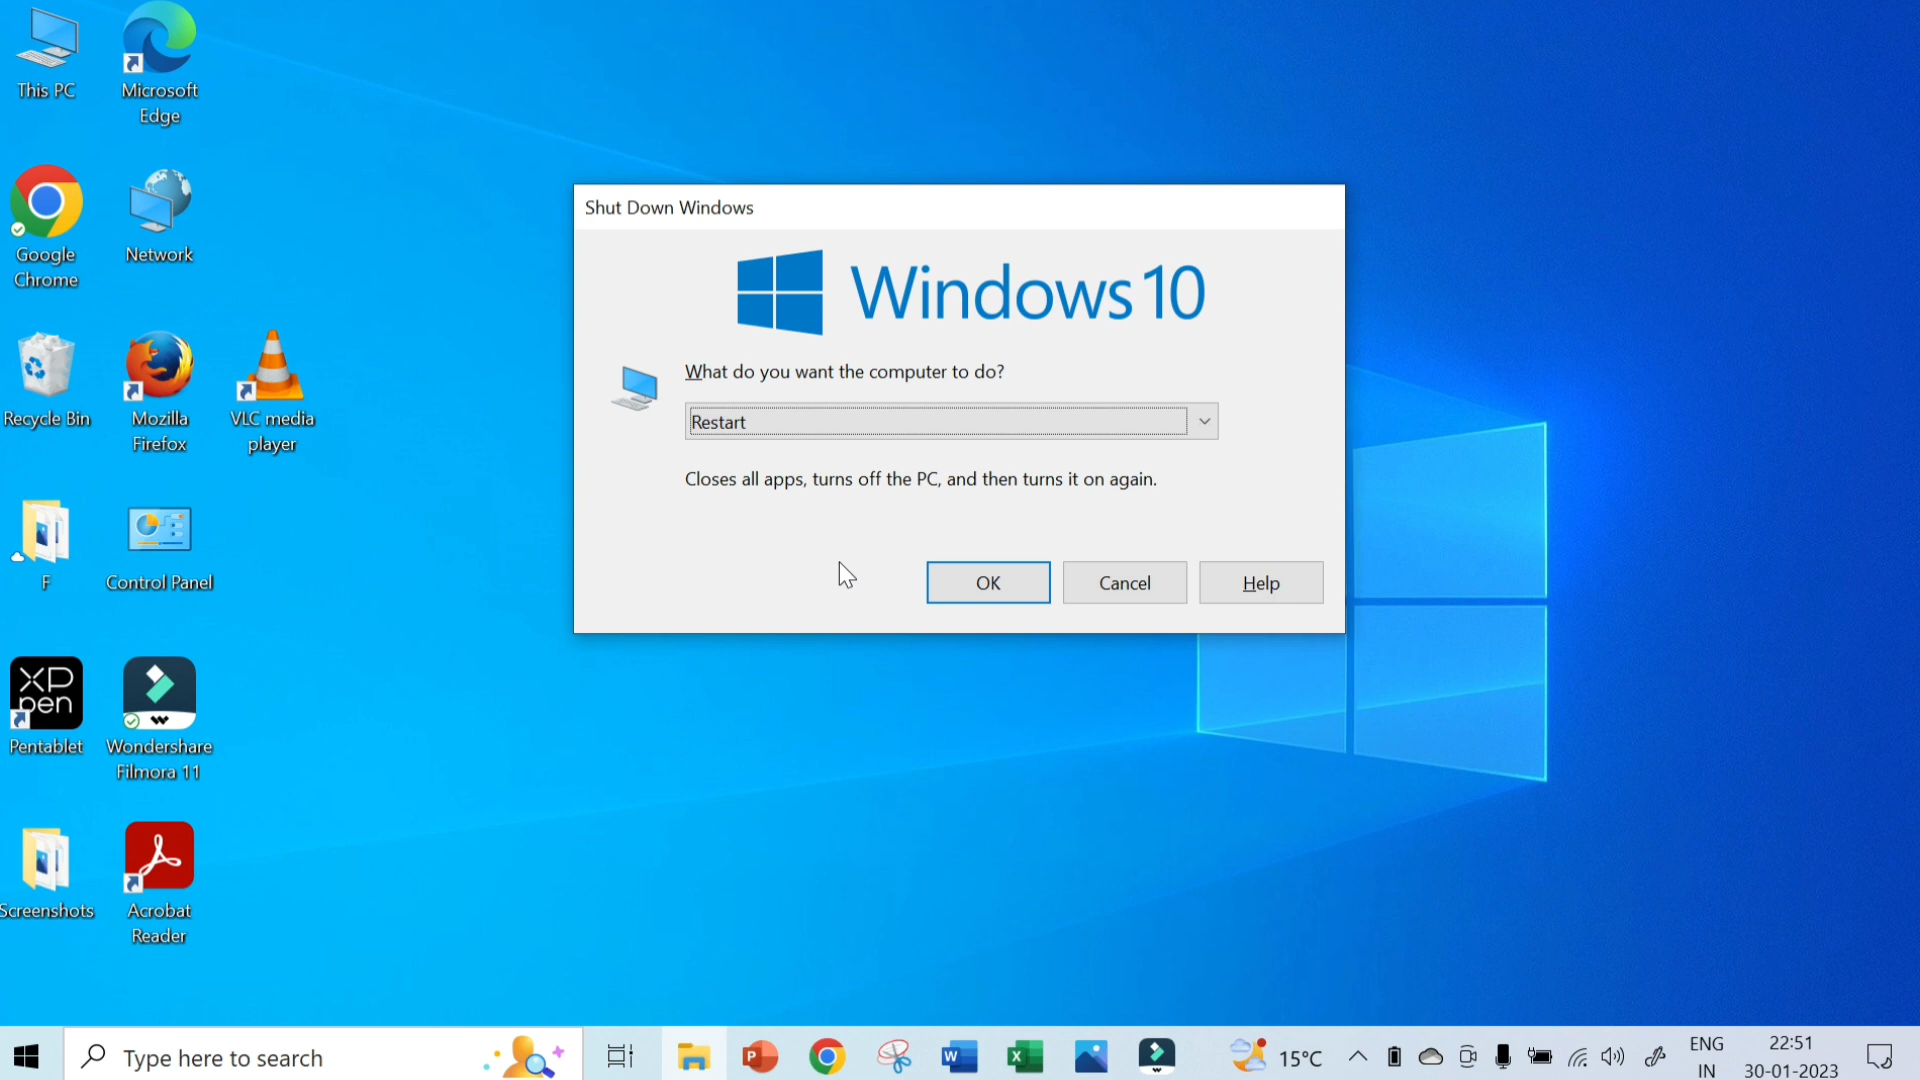 This PC
Microsoft
Edge
Google
Chrome
Network
Recycle Bin
Mozilla
Firefox
VLC media
player
F
Control Panel
XP
pen
Pentablet
Wondershare
Filmora 11
Screenshots
Acrobat
Reader
Shut Down Windows
Windows 10
What do you want the computer to do?
Restart
Closes all apps, turns off the PC, and then turns it on again.
OK
Cancel
Help
Type here to search
P
W
X
15°C
ENG
IN
22:51
30-01-2023